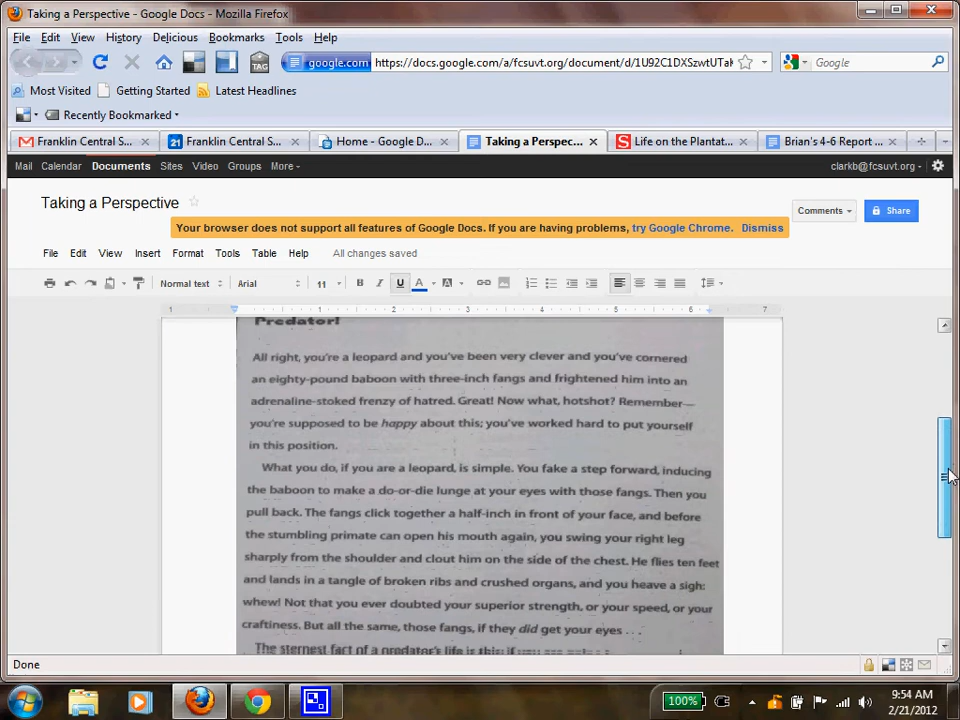 Taking a Perspective - Google Docs - Mozilla Firefox
File Edit View History Delicious Bookmarks Tools Help
TAG google.com https://docs.google.com/a/fcsuvt.org/document/d/1U92C1DXSzwtUTak Google
Most Visited Getting Started Latest Headlines
Recently Bookmarked
Franklin Central S... 21 Franklin Central S... Home - Google D... Taking a Perspec... S Life on the Plantat... Brian's 4-6 Report ...
Mail Calendar Documents Sites Video Groups More clarkb@fcsuvt.org
Taking a Perspective
Comments Share
Your browser does not support all features of Google Docs. If you are having problems, try Google Chrome. Dismiss
File Edit View Insert Format Tools Table Help All changes saved
Normal text Arial 11 B I U A A
1 1 2 3 4 5 6 7
Predator!
All right, you're a leopard and you've been very clever and you've cornered
an eighty-pound baboon with three-inch fangs and frightened him into an
adrenaline-stoked frenzy of hatred. Great! Now what, hotshot? Remember—
you're supposed to be happy about this; you've worked hard to put yourself
in this position.
What you do, if you are a leopard, is simple. You fake a step forward, inducing
the baboon to make a do-or-die lunge at your eyes with those fangs. Then you
pull back. The fangs click together a half-inch in front of your face, and before
the stumbling primate can open his mouth again, you swing your right leg
sharply from the shoulder and clout him on the side of the chest. He flies ten feet
and lands in a tangle of broken ribs and crushed organs, and you heave a sigh:
whew! Not that you ever doubted your superior strength, or your speed, or your
craftiness. But all the same, those fangs, if they did get your eyes . . .
The sternest fact of a predator's life is this: if you are
Done
100% 9:54 AM
2/21/2012